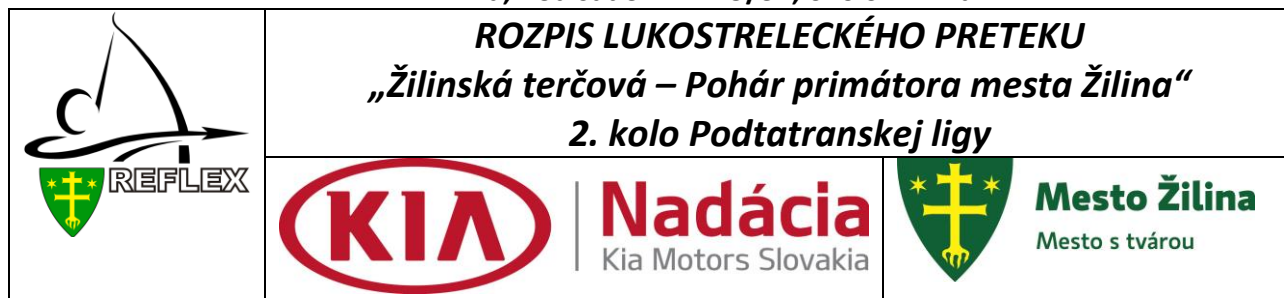 ROZPIS LUKOSTRELECKÉHO PRETEKU
„Žilinská terčová – Pohár primátora mesta Žilina“
2. kolo Podtatranskej ligy
REFLEX
KIA
Nadácia
Kia Motors Slovakia
Mesto Žilina
Mesto s tvárou